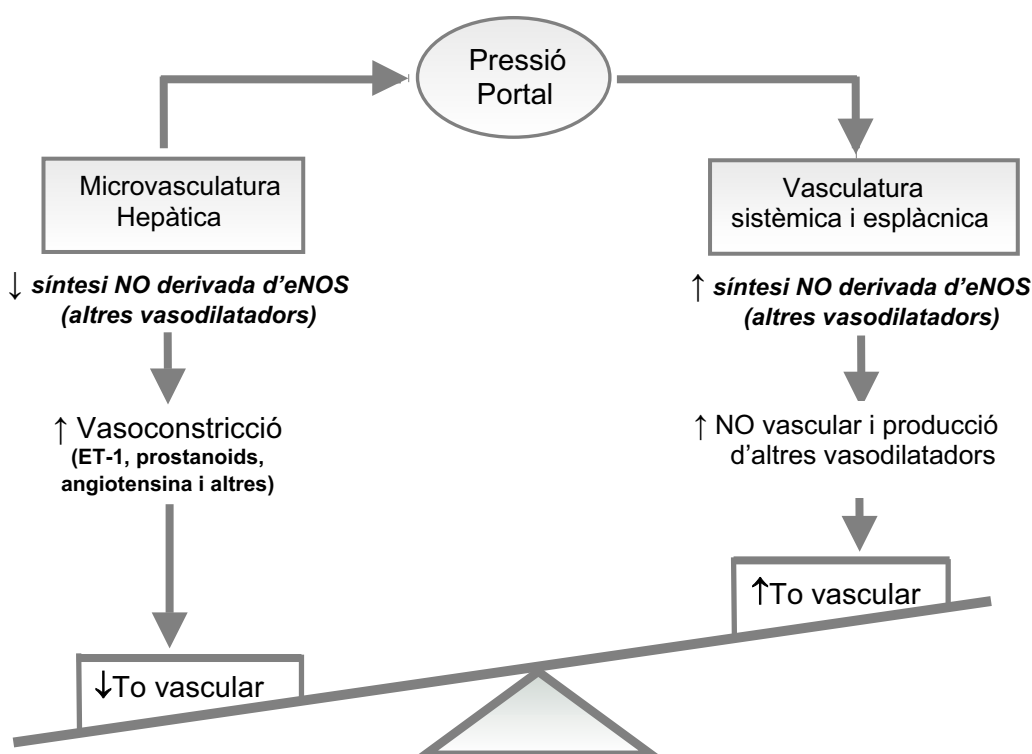 Pressió
Portal
Microvasculatura
Hepàtica
↓ síntesi NO derivada d'eNOS
(altres vasodilatadors)
↑ Vasoconstricció
(ET-1, prostanoids,
angiotensina i altres)
↓To vascular
Vasculatura
sistèmica i esplàcnica
↑ síntesi NO derivada d'eNOS
(altres vasodilatadors)
↑ NO vascular i producció
d'altres vasodilatadors
↑To vascular